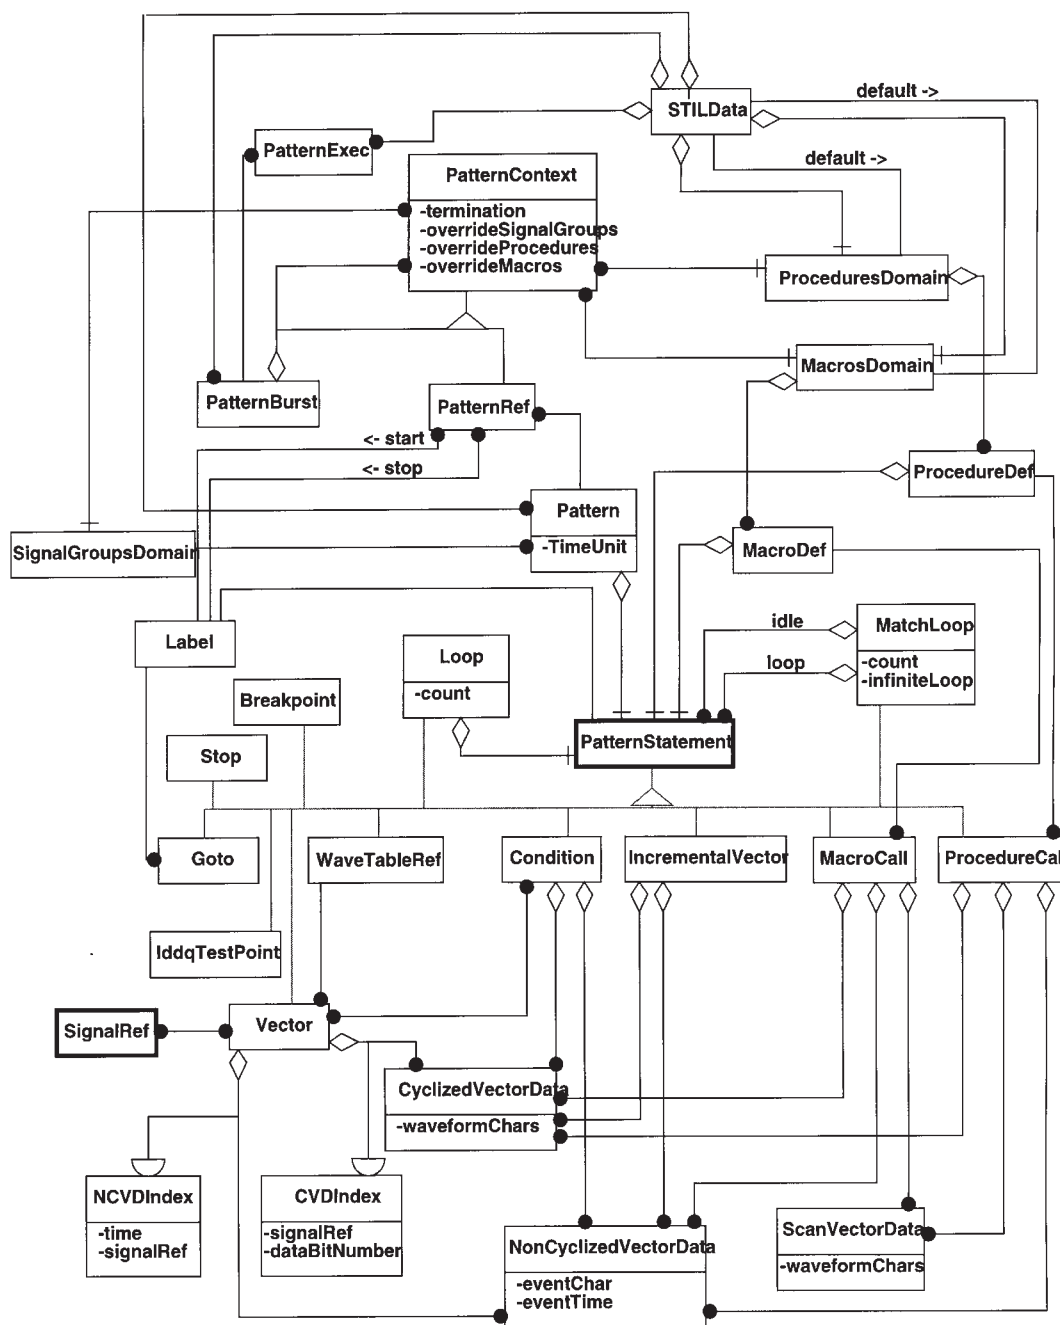 STILData
default ->
PatternExec
PatternContext
-termination
-overrideSignalGroups
-overrideProcedures
-overrideMacros
default ->
ProceduresDomain
MacrosDomain
PatternBurst
PatternRef
<- start
<- stop
ProcedureDef
Pattern
-TimeUnit
SignalGroupsDomain
MacroDef
Label
Loop
-count
idle
loop
MatchLoop
-count
-infiniteLoop
Breakpoint
Stop
PatternStatement
Goto
WaveTableRef
Condition
IncrementalVector
MacroCall
ProcedureCal
IddqTestPoint
SignalRef
Vector
CyclizedVectorData
-waveformChars
NCVDIndex
-time
-signalRef
CVDIndex
-signalRef
-dataBitNumber
NonCyclizedVectorData
-eventChar
-eventTime
ScanVectorData
-waveformChars